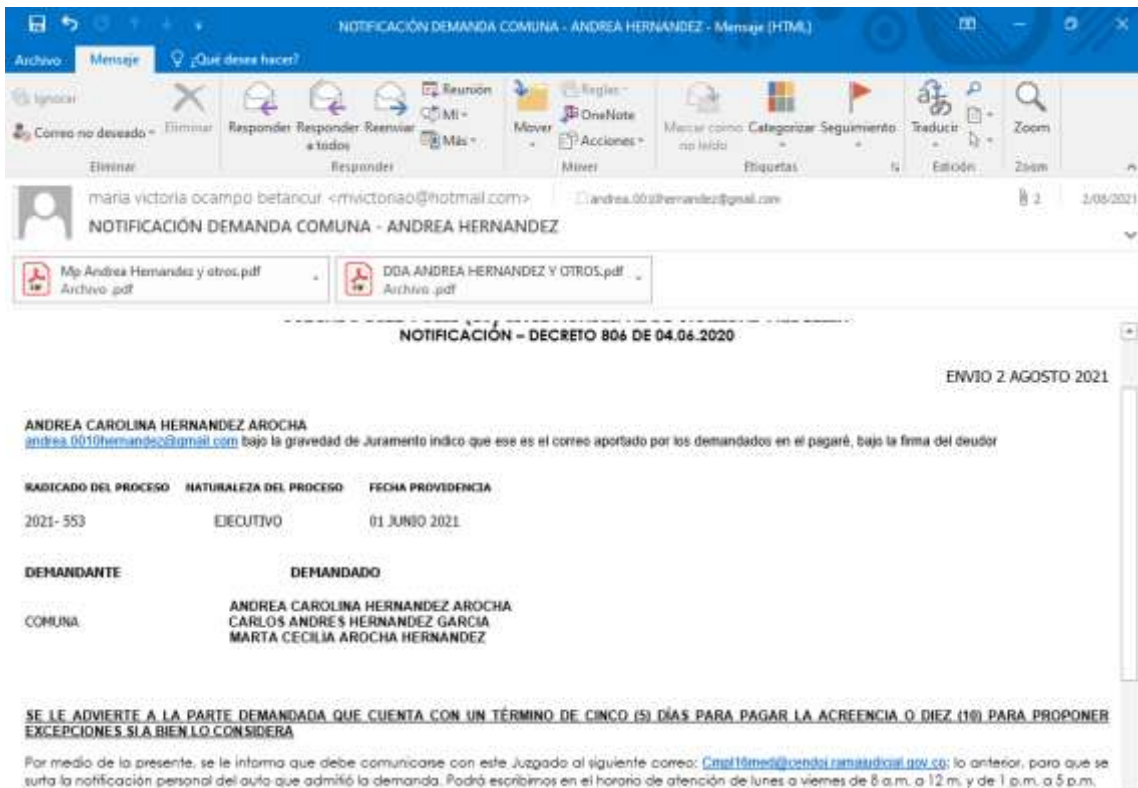 NOTIFICACIÓN DEMANDA COMUNA - ANDREA HERNANDEZ - Mensaje (HTML)
Archivo Mensaje ¿Qué desea hacer?
Ignorar
Correo no deseado
Eliminar
Responder
Responder a todos
Reenviar
Reunión
MI
Más
Mover
Reglas
OneNote
Acciones
Marcar como no leído
Categorizar
Seguimiento
Traducir
Zoom
Eliminar Responder Mover Etiquetas Edición Zoom
maria victoria ocampo betancur <mvictoriao@hotmail.com> andrea.0010hernandez@gmail.com 2 2/08/2021
NOTIFICACIÓN DEMANDA COMUNA - ANDREA HERNANDEZ
Mp Andrea Hernandez y otros.pdf
Archivo .pdf
DDA ANDREA HERNANDEZ Y OTROS.pdf
Archivo .pdf
NOTIFICACIÓN – DECRETO 806 DE 04.06.2020
ENVIO 2 AGOSTO 2021
ANDREA CAROLINA HERNANDEZ AROCHA
andrea.0010hernandez@gmail.com bajo la gravedad de Juramento indico que ese es el correo aportado por los demandados en el pagaré, bajo la firma del deudor
RADICADO DEL PROCESO NATURALEZA DEL PROCESO FECHA PROVIDENCIA
2021- 553 EJECUTIVO 01 JUNIO 2021
DEMANDANTE DEMANDADO
COMUNA
ANDREA CAROLINA HERNANDEZ AROCHA
CARLOS ANDRES HERNANDEZ GARCIA
MARTA CECILIA AROCHA HERNANDEZ
SE LE ADVIERTE A LA PARTE DEMANDADA QUE CUENTA CON UN TÉRMINO DE CINCO (5) DÍAS PARA PAGAR LA ACREENCIA O DIEZ (10) PARA PROPONER
EXCEPCIONES SI A BIEN LO CONSIDERA
Por medio de la presente, se le informa que debe comunicarse con este Juzgado al siguiente correo: Cmpl16med@cendoj.ramajudicial.gov.co; lo anterior, para que se
surta la notificación personal del auto que admitió la demanda. Podrá escribirnos en el horario de atención de lunes a viernes de 8 a.m. a 12 m. y de 1 p.m. a 5 p.m.